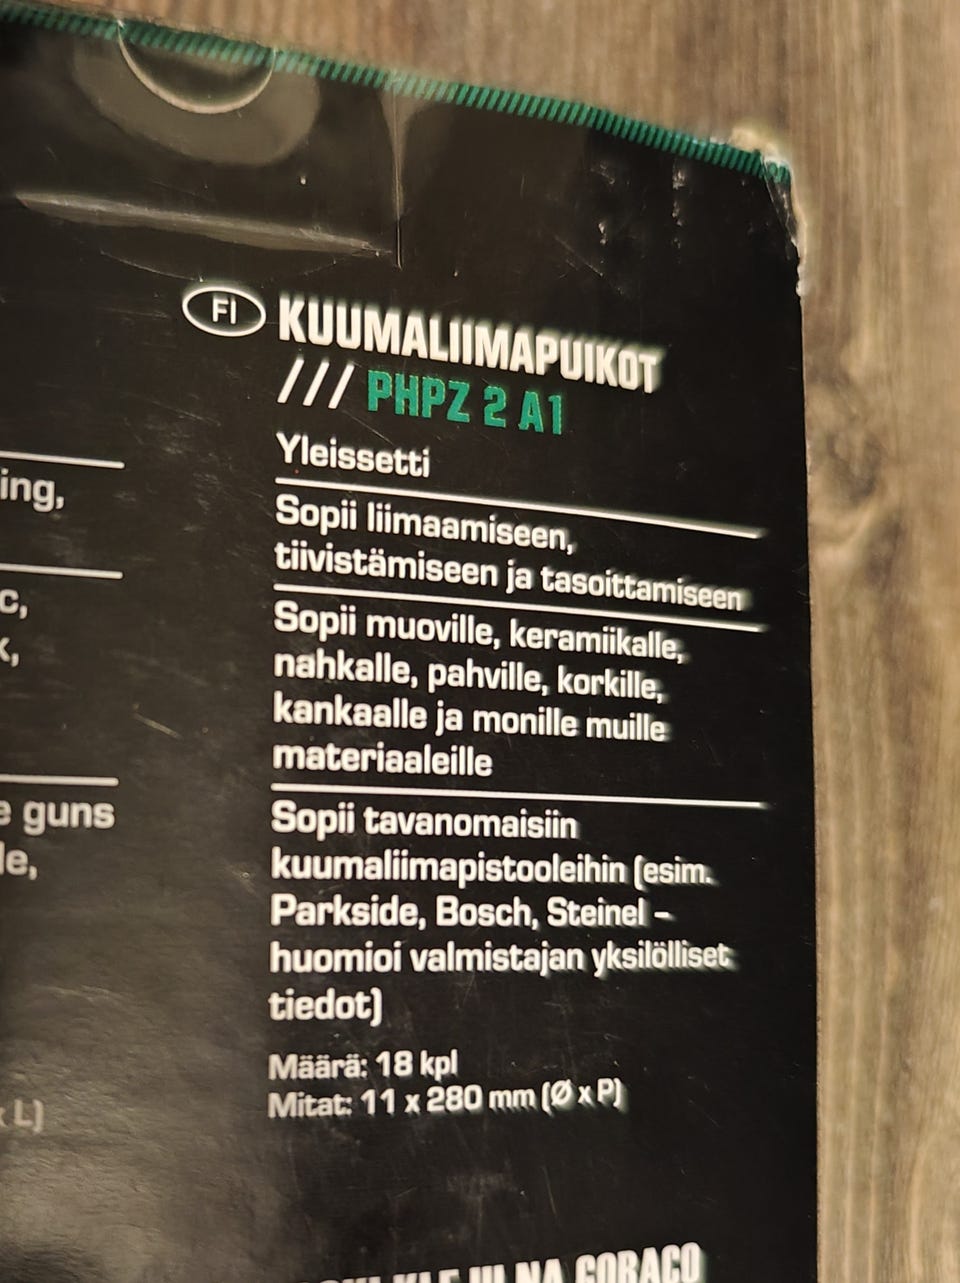 FI KUUMALIIMAPUIKOT
/// PHPZ 2 A1
Yleissetti
Sopii liimaamiseen,
tiivistämiseen ja tasoittamiseen
Sopii muoville, keramiikalle,
nahkalle, pahville, korkille,
kankaalle ja monille muille
materiaaleille
Sopii tavanomaisiin
kuumaliimapistooleihin (esim.
Parkside, Bosch, Steinel –
huomioi valmistajan yksilölliset
tiedot)
Määrä: 18 kpl
Mitat: 11 x 280 mm (Ø x P)
ing,
c,
guns
x L)
NA GORĄCO